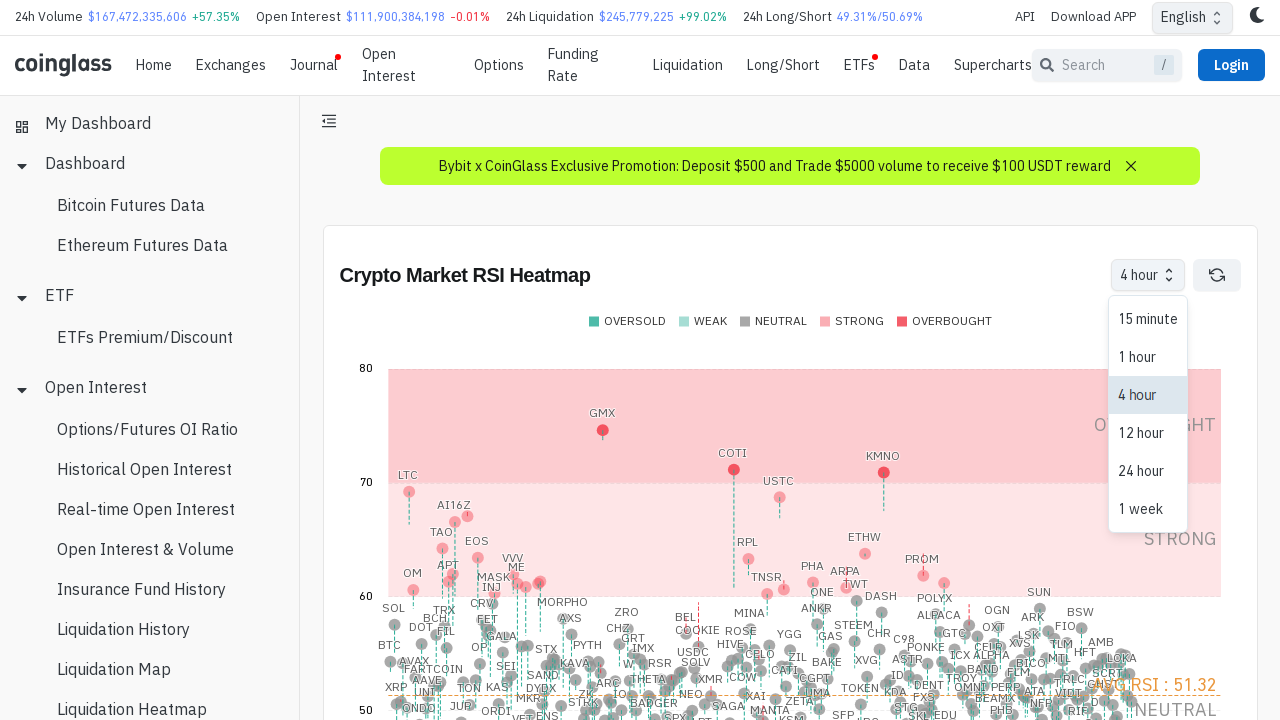 24h Volume $167,472,335,606 +57.35% Open Interest $111,900,384,198 -0.01% 24h Liquidation $245,779,225 +99.02% 24h Long/Short 49.31%/50.69% API Download APP English
coinglass Home Exchanges Journal Open Interest Options Funding Rate Liquidation Long/Short ETFs Data Supercharts Search / Login
My Dashboard
Dashboard
Bitcoin Futures Data
Ethereum Futures Data
ETF
ETFs Premium/Discount
Open Interest
Options/Futures OI Ratio
Historical Open Interest
Real-time Open Interest
Open Interest & Volume
Insurance Fund History
Liquidation History
Liquidation Map
Liquidation Heatmap
Bybit x CoinGlass Exclusive Promotion: Deposit $500 and Trade $5000 volume to receive $100 USDT reward
Crypto Market RSI Heatmap
4 hour
15 minute
1 hour
4 hour
12 hour
24 hour
1 week
OVERSOLD WEAK NEUTRAL STRONG OVERBOUGHT
80
GMX
COTI KMNO
LTC 70 USTC
AI16Z
TAO EOS RPL ETHW STRONG
APT VVV ME PHA ARPA PROM
OM MASK INJ TNSR TWT
60 ONE DASH POLYX SUN
SOL TRX CRV MORPHO ZRO BEL MINA ANKR ALPACA OGN BSW
DOT BCH FET AXS CHZ COOKIE ROSE YGG STEEM CHR GTC OXT ARK FIO
BTC FIL GALA STX PYTH GRT IMX USDC HIVE GAS C98 PONKE CELR LSK XVS TLM HFT AMB
AVAX FARTCOIN OP SEI KAVA RSR SOLV CELO ZIL BAKE XVG ASTR ICX ALPHA BICO MTL LOKA
XRP AAVE TON KAS SAND DYDX ARC THETA XMR COW CATI CGPT TOKEN ID DENT BAND TROY FLM RLC SCRT
AVG RSI : 51.32
UNI ONDO JUP ORDI MKR ZK STRK IO BADGER NEO SAGA XAI MANTA UMA ZETA SFP KDA STG FXS OMNI PERP BEAMX ATA VIDT
NEUTRAL
50 ENS KSM SKL EDU PHB NFP RIF